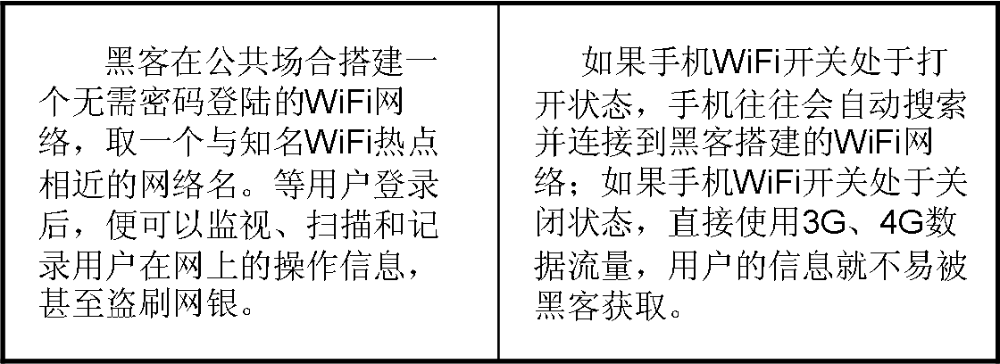 黑客在公共场合搭建一
个无需密码登陆的WiFi网
络，取一个与知名WiFi热点
相近的网络名。等用户登录
后，便可以监视、扫描和记
录用户在网上的操作信息，
甚至盗刷网银。
如果手机WiFi开关处于打
开状态，手机往往会自动搜索
并连接到黑客搭建的WiFi网
络；如果手机WiFi开关处于关
闭状态，直接使用3G、4G数
据流量，用户的信息就不易被
黑客获取。